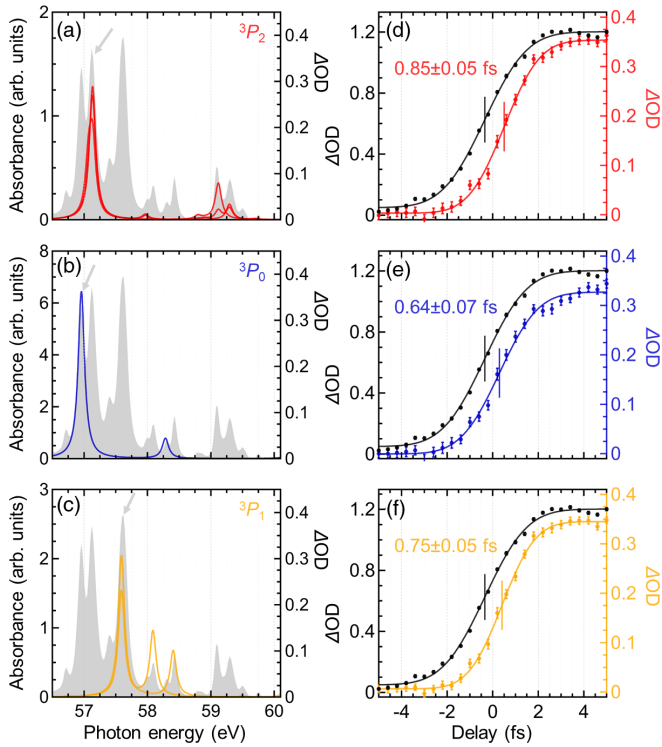 (a)
³P₂
Absorbance (arb. units)
2
1
0
ΔOD
0.4
0.3
0.2
0.1
0
(d)
0.85±0.05 fs
ΔOD
1.2
0.8
0.4
0
ΔOD
0.4
0.3
0.2
0.1
0
(b)
³P₀
Absorbance (arb. units)
8
6
4
2
0
ΔOD
0.4
0.3
0.2
0.1
0
(e)
0.64±0.07 fs
ΔOD
1.2
0.8
0.4
0
ΔOD
0.4
0.3
0.2
0.1
0
(c)
³P₁
Absorbance (arb. units)
3
2
1
0
ΔOD
0.4
0.3
0.2
0.1
0
57 58 59 60
Photon energy (eV)
(f)
0.75±0.05 fs
ΔOD
1.2
0.8
0.4
0
ΔOD
0.4
0.3
0.2
0.1
0
-4 -2 0 2 4
Delay (fs)